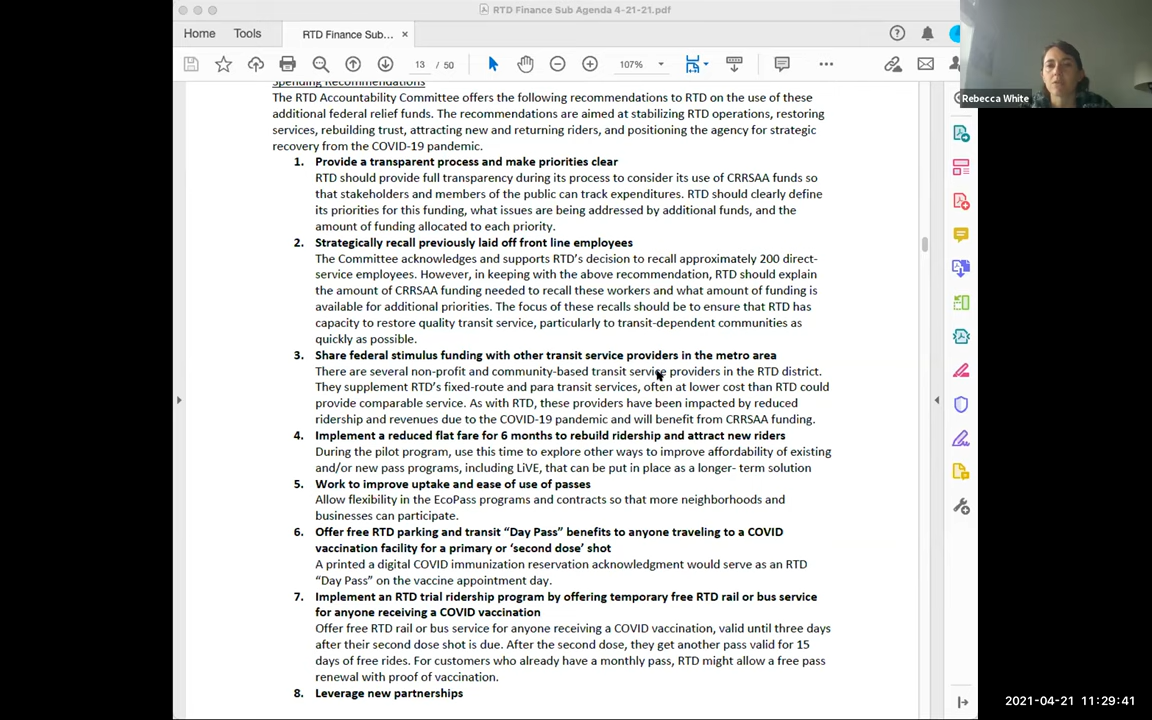 RTD Finance Sub Agenda 4-21-21.pdf
Home Tools RTD Finance Sub... ×
13 / 50 107%
Rebecca White
Spending Recommendations
The RTD Accountability Committee offers the following recommendations to RTD on the use of these
additional federal relief funds. The recommendations are aimed at stabilizing RTD operations, restoring
services, rebuilding trust, attracting new and returning riders, and positioning the agency for strategic
recovery from the COVID-19 pandemic.
1. Provide a transparent process and make priorities clear
RTD should provide full transparency during its process to consider its use of CRRSAA funds so
that stakeholders and members of the public can track expenditures. RTD should clearly define
its priorities for this funding, what issues are being addressed by additional funds, and the
amount of funding allocated to each priority.
2. Strategically recall previously laid off front line employees
The Committee acknowledges and supports RTD's decision to recall approximately 200 direct-
service employees. However, in keeping with the above recommendation, RTD should explain
the amount of CRRSAA funding needed to recall these workers and what amount of funding is
available for additional priorities. The focus of these recalls should be to ensure that RTD has
capacity to restore quality transit service, particularly to transit-dependent communities as
quickly as possible.
3. Share federal stimulus funding with other transit service providers in the metro area
There are several non-profit and community-based transit service providers in the RTD district.
They supplement RTD's fixed-route and para transit services, often at lower cost than RTD could
provide comparable service. As with RTD, these providers have been impacted by reduced
ridership and revenues due to the COVID-19 pandemic and will benefit from CRRSAA funding.
4. Implement a reduced flat fare for 6 months to rebuild ridership and attract new riders
During the pilot program, use this time to explore other ways to improve affordability of existing
and/or new pass programs, including LiVE, that can be put in place as a longer- term solution
5. Work to improve uptake and ease of use of passes
Allow flexibility in the EcoPass programs and contracts so that more neighborhoods and
businesses can participate.
6. Offer free RTD parking and transit “Day Pass” benefits to anyone traveling to a COVID
vaccination facility for a primary or ‘second dose’ shot
A printed a digital COVID immunization reservation acknowledgment would serve as an RTD
“Day Pass” on the vaccine appointment day.
7. Implement an RTD trial ridership program by offering temporary free RTD rail or bus service
for anyone receiving a COVID vaccination
Offer free RTD rail or bus service for anyone receiving a COVID vaccination, valid until three days
after their second dose shot is due. After the second dose, they get another pass valid for 15
days of free rides. For customers who already have a monthly pass, RTD might allow a free pass
renewal with proof of vaccination.
8. Leverage new partnerships
2021-04-21 11:29:41